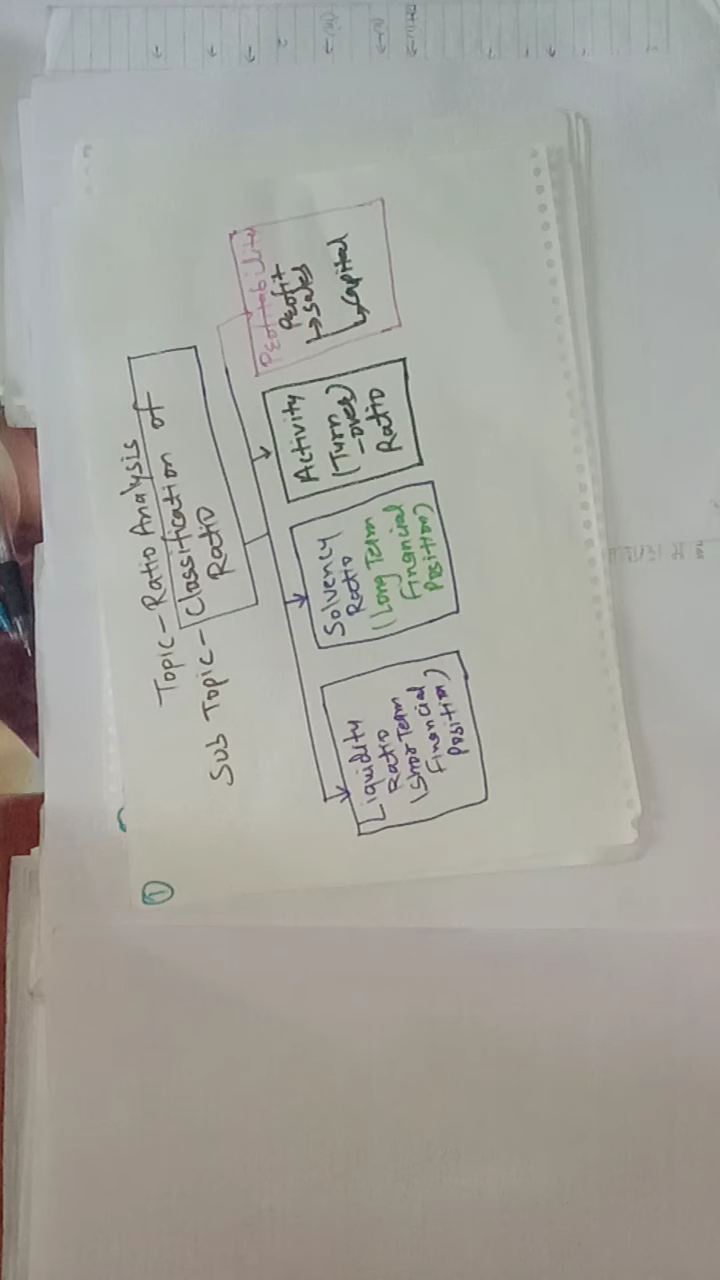 ①
Topic - Ratio Analysis
Sub Topic - Classification of
Ratio
Liquidity
Ratio
(Shor Term
Financial
Position)
Solvency
Ratio
(Long Term
Financial
Position)
Activity
(Turn
-over)
Ratio
Profitability
Profit
→ Sales
→ Capital